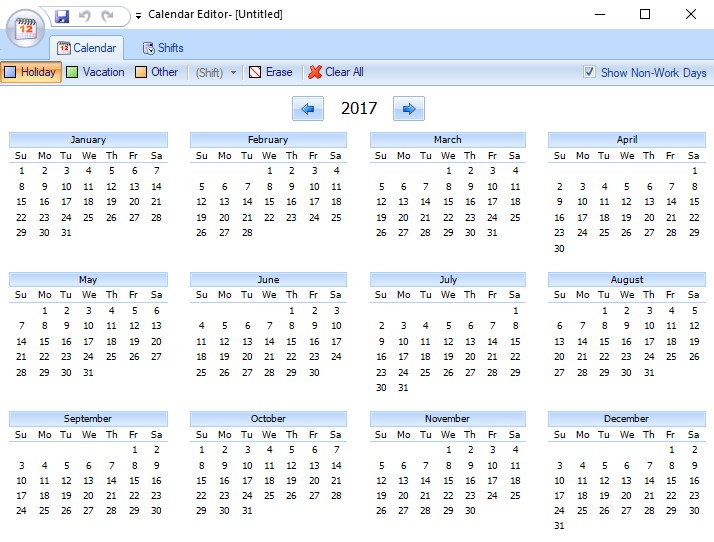 Calendar Editor- [Untitled]
12 Calendar Shifts
Holiday Vacation Other (Shift) Erase Clear All Show Non-Work Days
2017
January February March April
Su Mo Tu We Th Fr Sa Su Mo Tu We Th Fr Sa Su Mo Tu We Th Fr Sa Su Mo Tu We Th Fr Sa
1 2 3 4 5 6 7 1 2 3 4 1 2 3 4 1
8 9 10 11 12 13 14 5 6 7 8 9 10 11 5 6 7 8 9 10 11 2 3 4 5 6 7 8
15 16 17 18 19 20 21 12 13 14 15 16 17 18 12 13 14 15 16 17 18 9 10 11 12 13 14 15
22 23 24 25 26 27 28 19 20 21 22 23 24 25 19 20 21 22 23 24 25 16 17 18 19 20 21 22
29 30 31 26 27 28 26 27 28 29 30 31 23 24 25 26 27 28 29
30
May June July August
Su Mo Tu We Th Fr Sa Su Mo Tu We Th Fr Sa Su Mo Tu We Th Fr Sa Su Mo Tu We Th Fr Sa
1 2 3 4 5 6 1 2 3 1 1 2 3 4 5
7 8 9 10 11 12 13 4 5 6 7 8 9 10 2 3 4 5 6 7 8 6 7 8 9 10 11 12
14 15 16 17 18 19 20 11 12 13 14 15 16 17 9 10 11 12 13 14 15 13 14 15 16 17 18 19
21 22 23 24 25 26 27 18 19 20 21 22 23 24 16 17 18 19 20 21 22 20 21 22 23 24 25 26
28 29 30 31 25 26 27 28 29 30 23 24 25 26 27 28 29 27 28 29 30 31
30 31
September October November December
Su Mo Tu We Th Fr Sa Su Mo Tu We Th Fr Sa Su Mo Tu We Th Fr Sa Su Mo Tu We Th Fr Sa
1 2 1 2 3 4 5 6 7 1 2 3 4 1 2
3 4 5 6 7 8 9 8 9 10 11 12 13 14 5 6 7 8 9 10 11 3 4 5 6 7 8 9
10 11 12 13 14 15 16 15 16 17 18 19 20 21 12 13 14 15 16 17 18 10 11 12 13 14 15 16
17 18 19 20 21 22 23 22 23 24 25 26 27 28 19 20 21 22 23 24 25 17 18 19 20 21 22 23
24 25 26 27 28 29 30 29 30 31 26 27 28 29 30 24 25 26 27 28 29 30
31